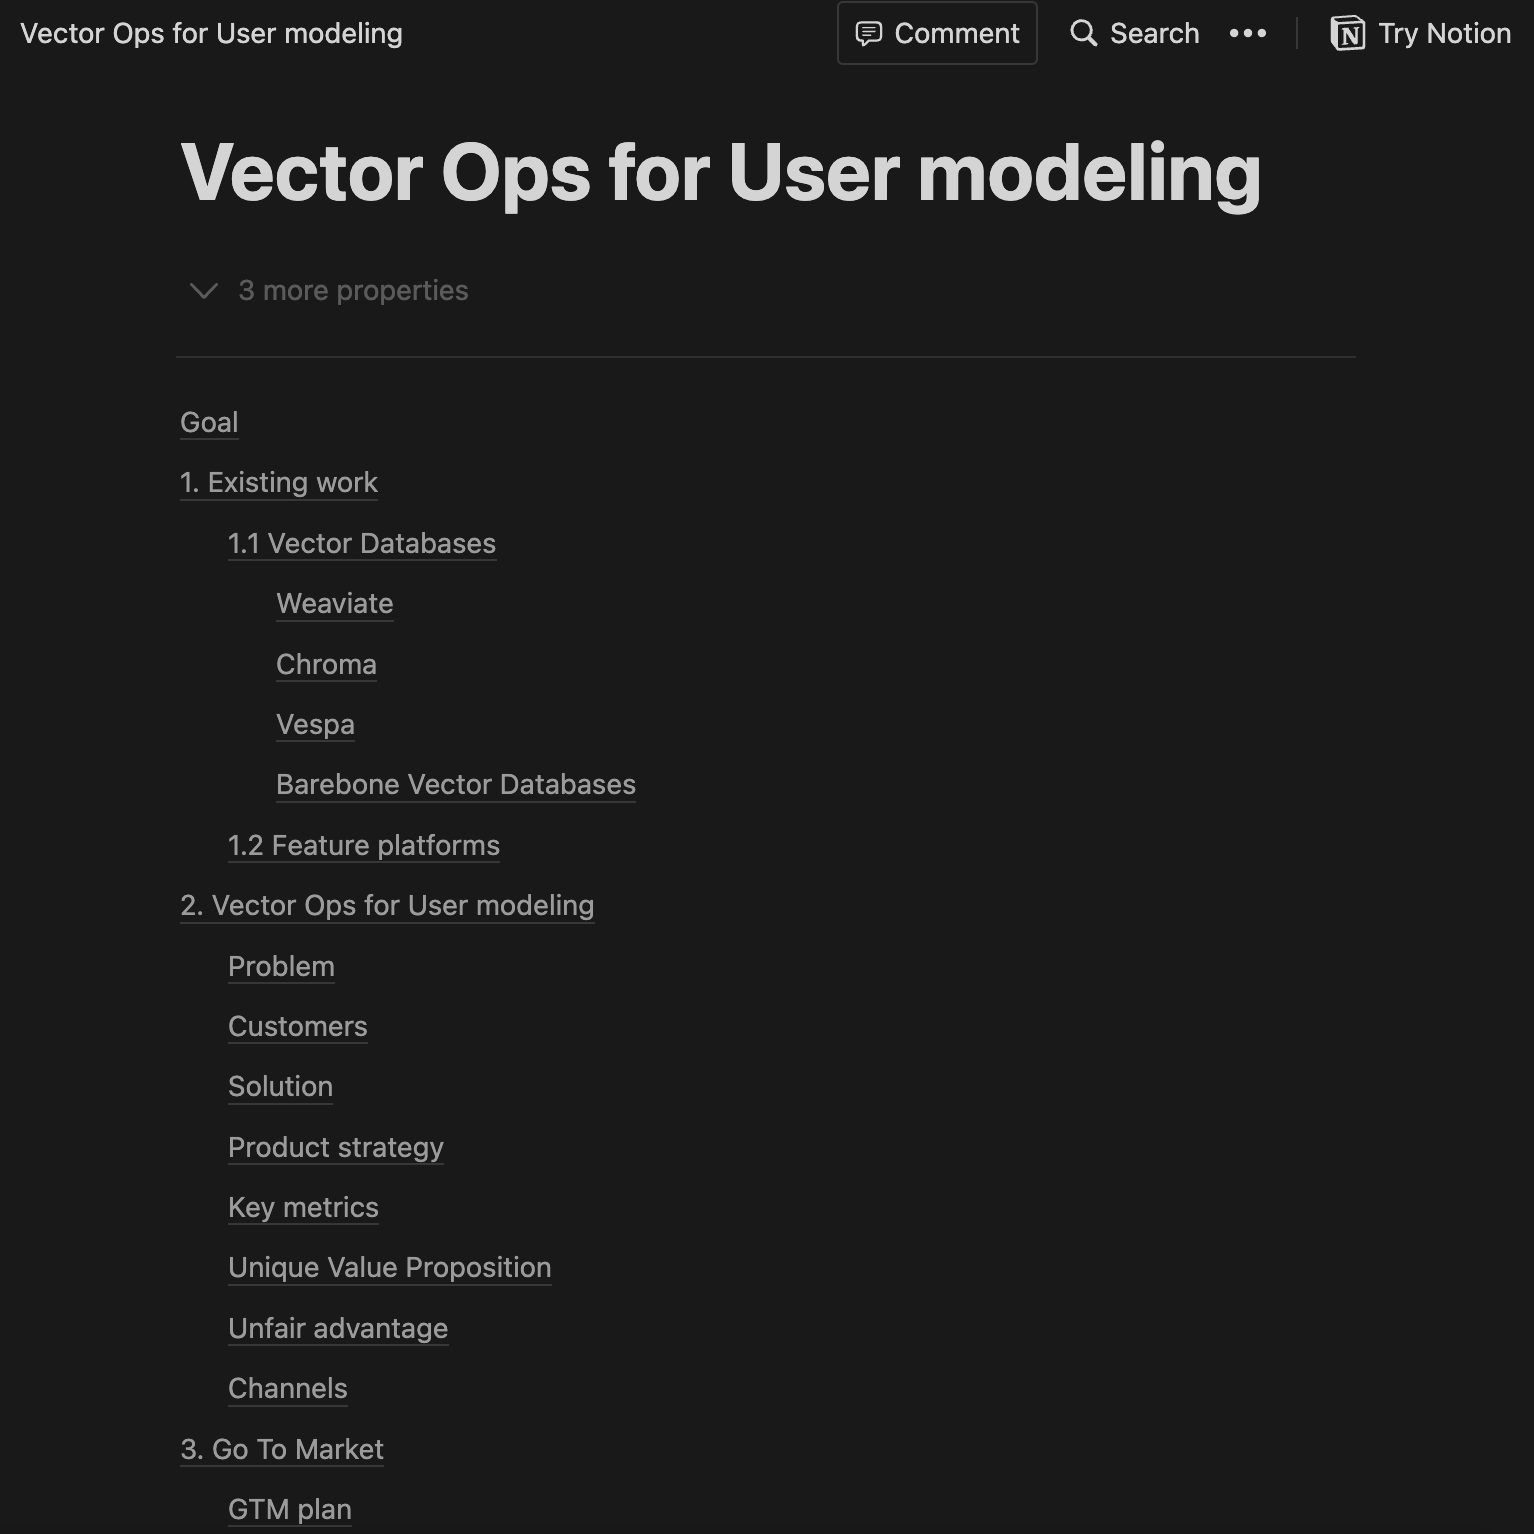 Vector Ops for User modeling
Comment
Search
Try Notion
Vector Ops for User modeling
3 more properties
Goal
1. Existing work
1.1 Vector Databases
Weaviate
Chroma
Vespa
Barebone Vector Databases
1.2 Feature platforms
2. Vector Ops for User modeling
Problem
Customers
Solution
Product strategy
Key metrics
Unique Value Proposition
Unfair advantage
Channels
3. Go To Market
GTM plan